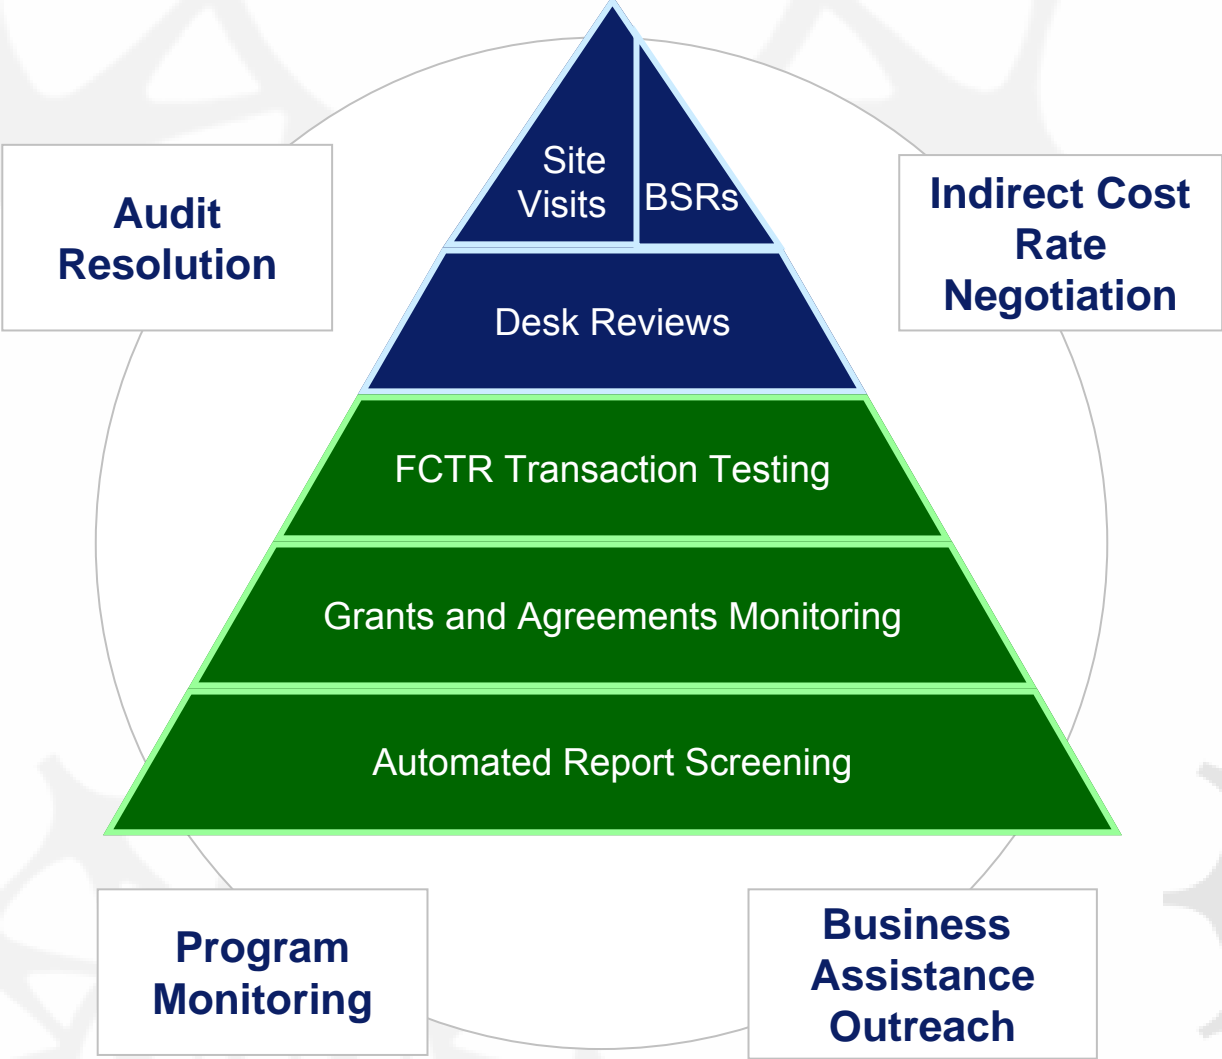 Site
Visits
BSRs
Audit
Resolution
Indirect Cost
Rate
Negotiation
Desk Reviews
FCTR Transaction Testing
Grants and Agreements Monitoring
Automated Report Screening
Program
Monitoring
Business
Assistance
Outreach